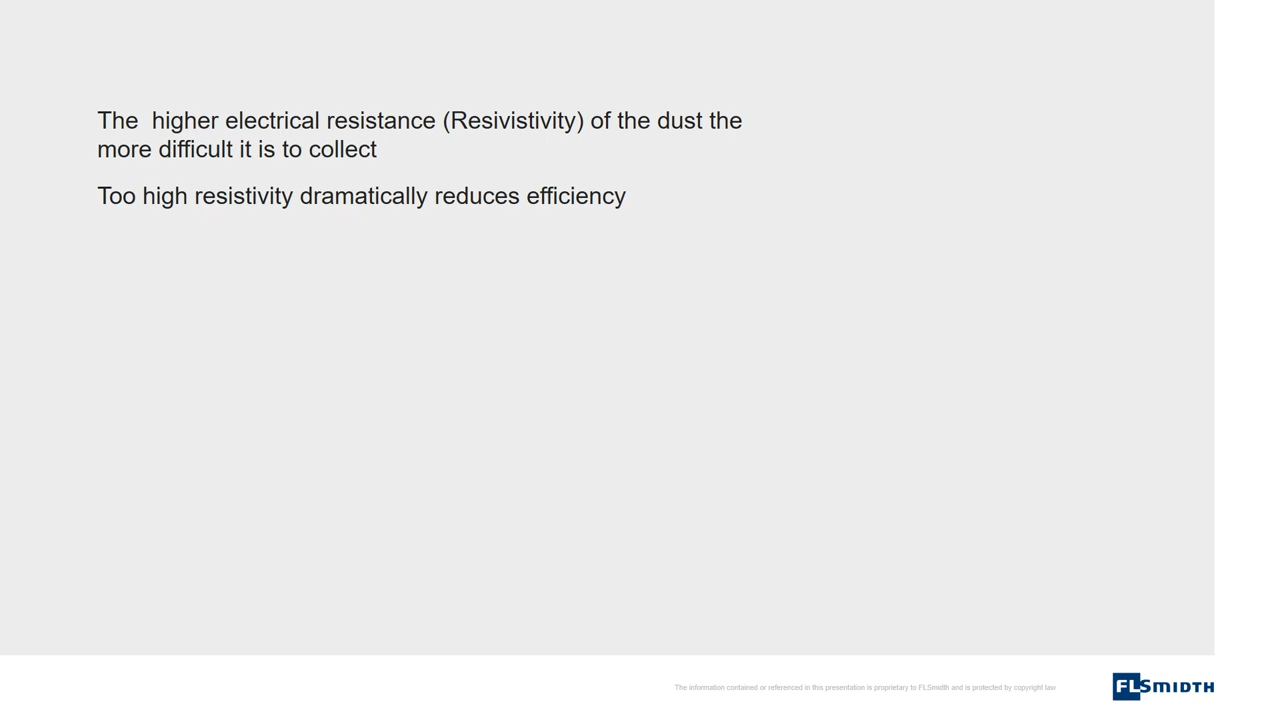 The  higher electrical resistance (Resivistivity) of the dust the
more difficult it is to collect
Too high resistivity dramatically reduces efficiency
The information contained or referenced in this presentation is proprietary to FLSmidth and is protected by copyright law
FLSMIDTH